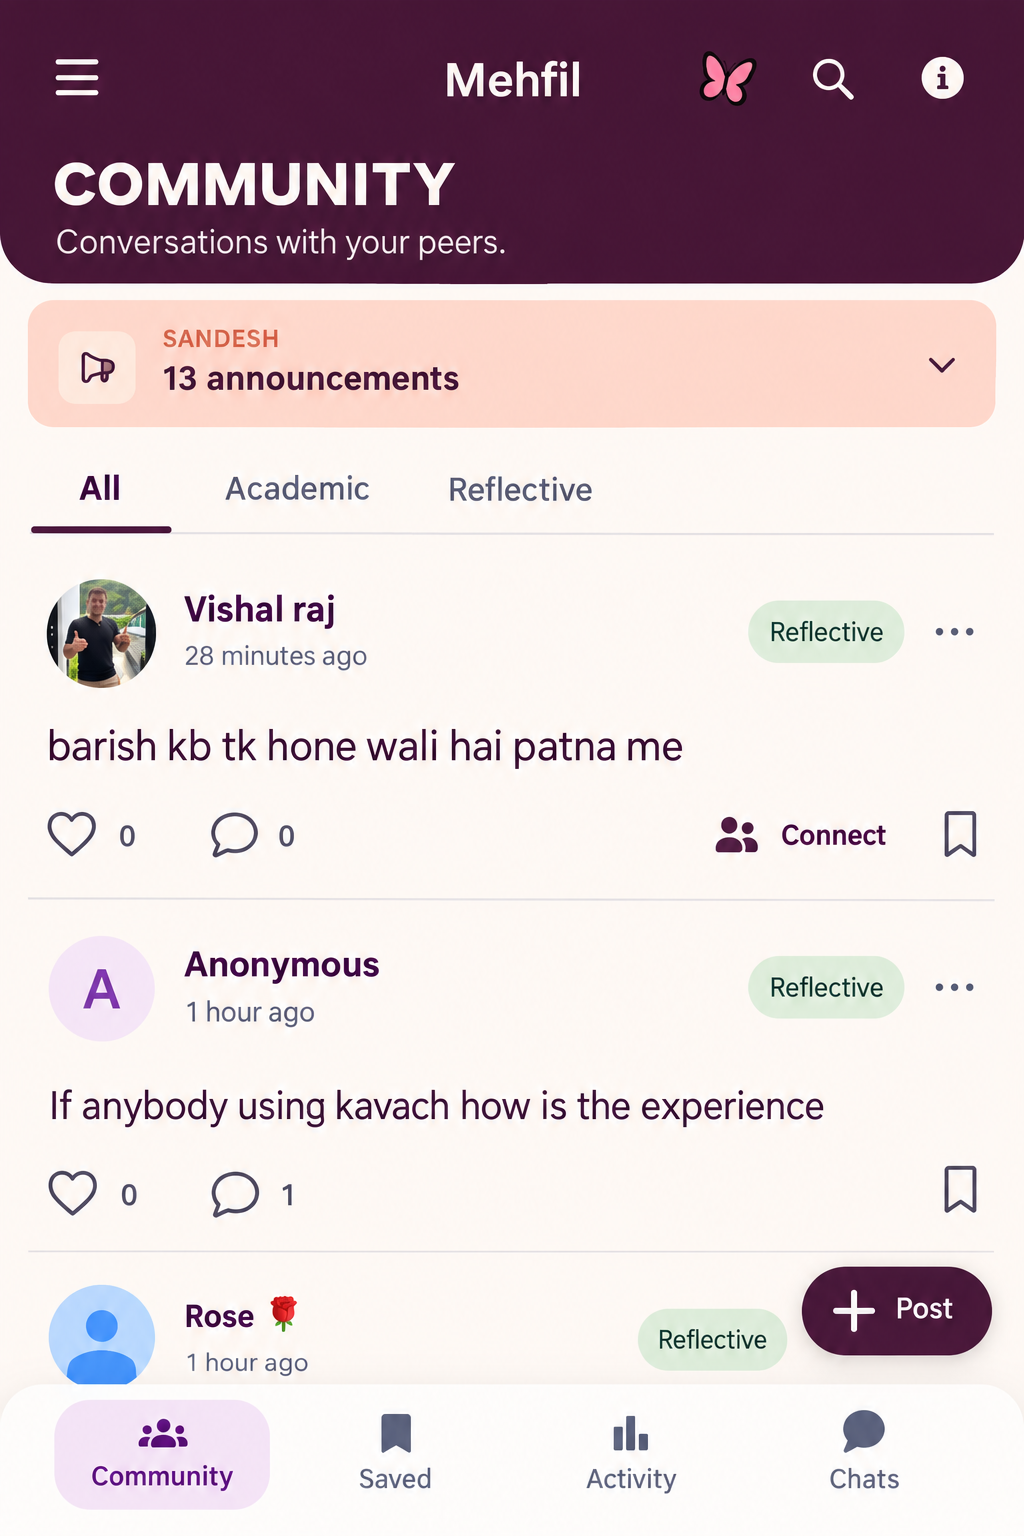 Mehfil
COMMUNITY
Conversations with your peers.
SANDESH
13 announcements
All Academic Reflective
Vishal raj
28 minutes ago
Reflective
barish kb tk hone wali hai patna me
0 0 Connect
A
Anonymous
1 hour ago
Reflective
If anybody using kavach how is the experience
0 1
Rose 🌹
1 hour ago
Reflective
Post
Community Saved Activity Chats